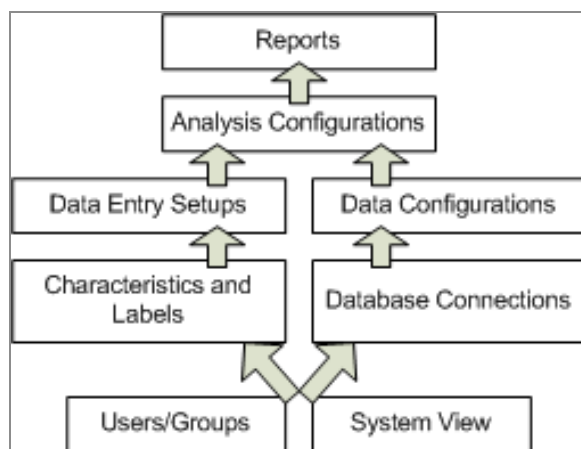 Reports
Analysis Configurations
Data Entry Setups
Data Configurations
Characteristics and
Labels
Database Connections
Users/Groups
System View